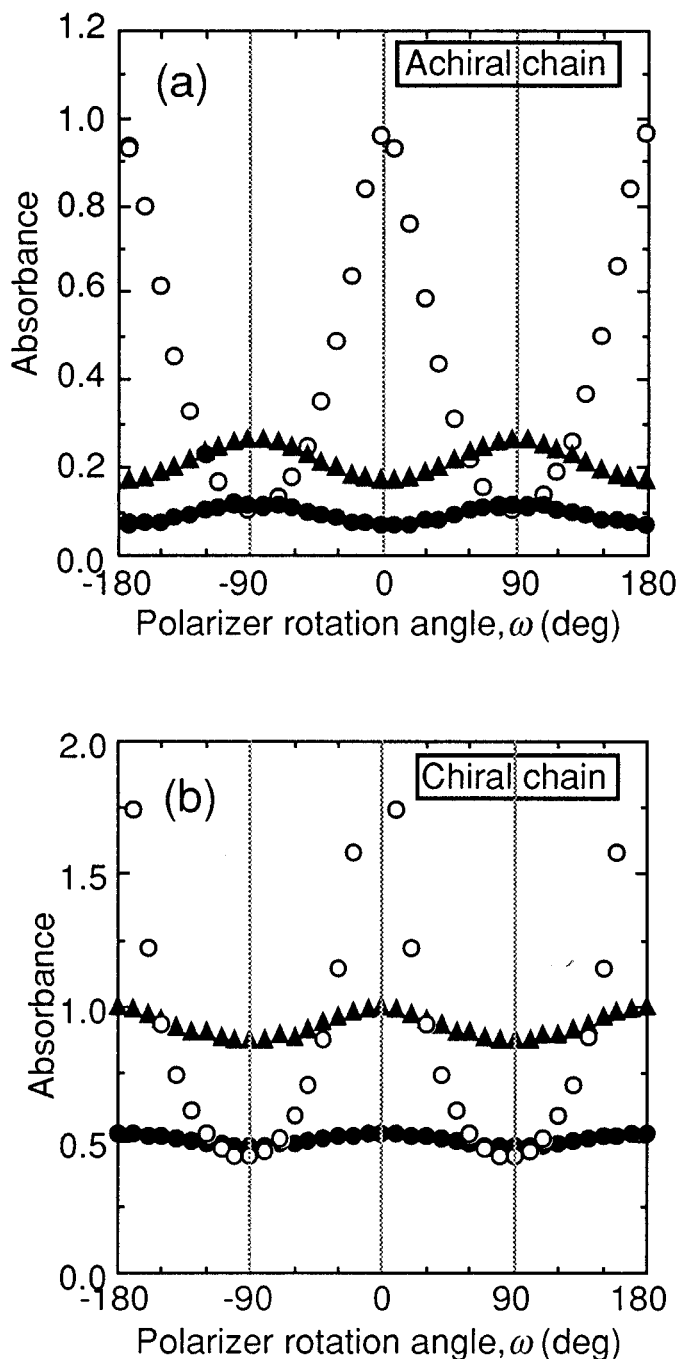 1.2
(a)
Achiral chain
1.0
0.8
0.6
0.4
0.2
0.0
Absorbance
-180 -90 0 90 180
Polarizer rotation angle, ω (deg)
2.0
(b)
Chiral chain
1.5
1.0
0.5
0.0
Absorbance
-180 -90 0 90 180
Polarizer rotation angle, ω (deg)